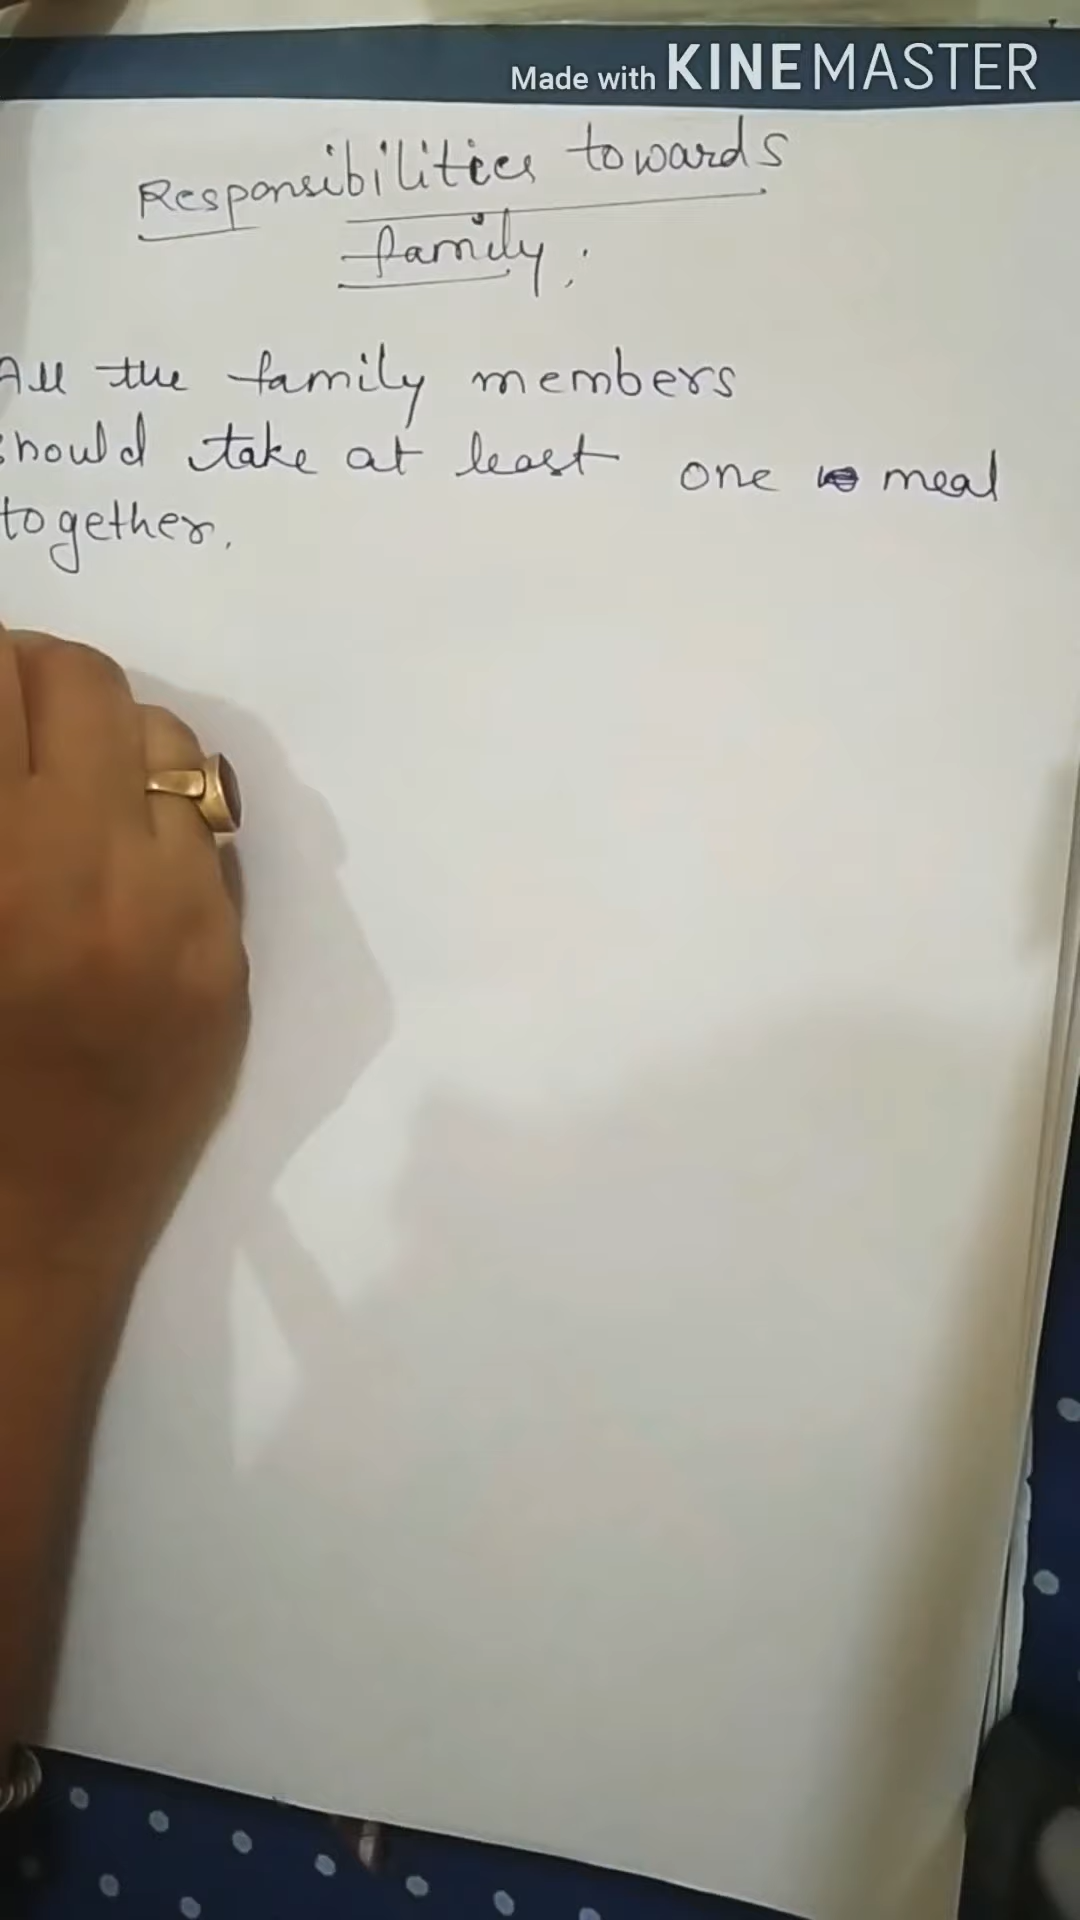 Made with KINEMASTER
Responsibilities towards
family:
All the family members
should take at least one meal
together.